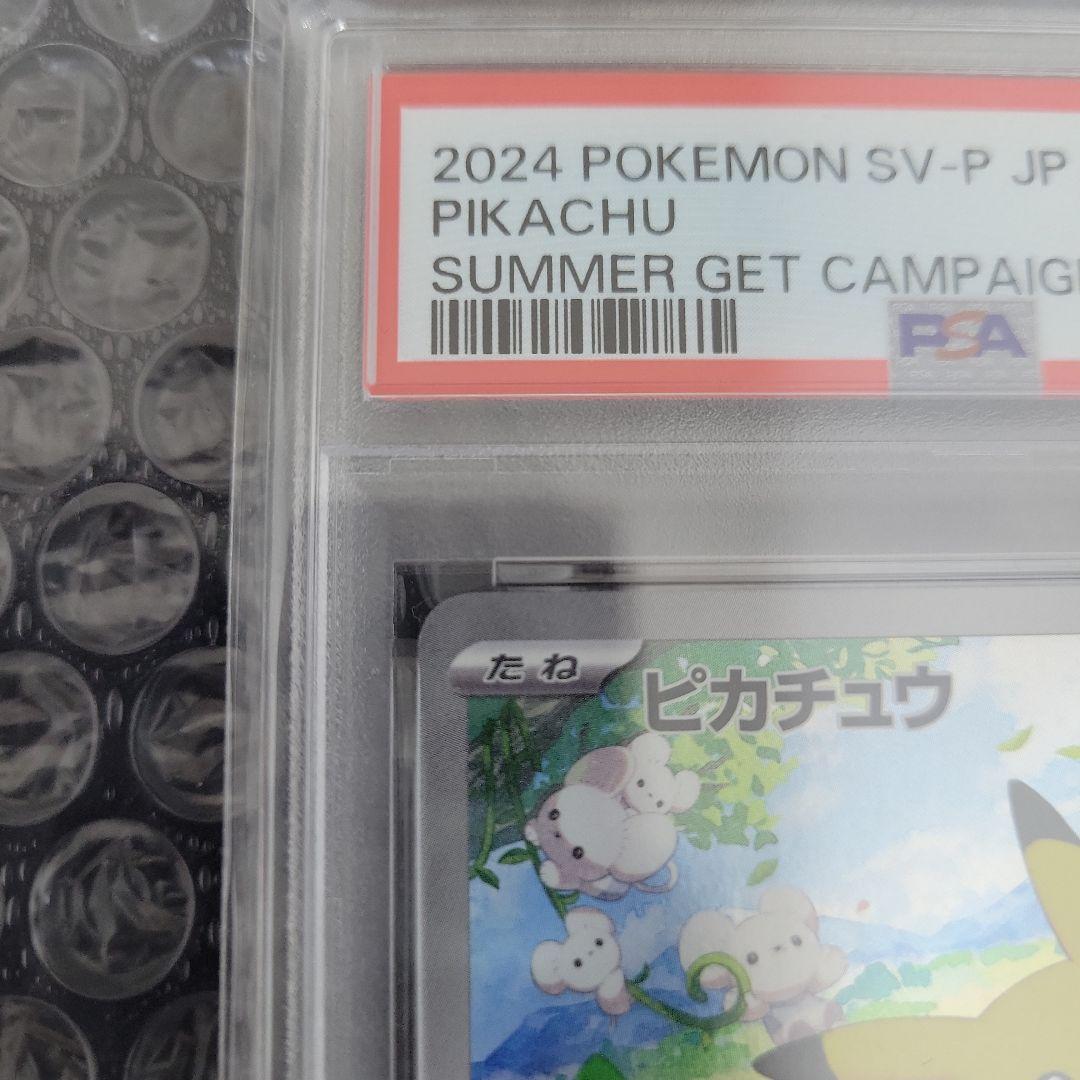 2024 POKEMON SV-P JP
PIKACHU
SUMMER GET CAMPAIG
PSA
たね
ピカチュウ